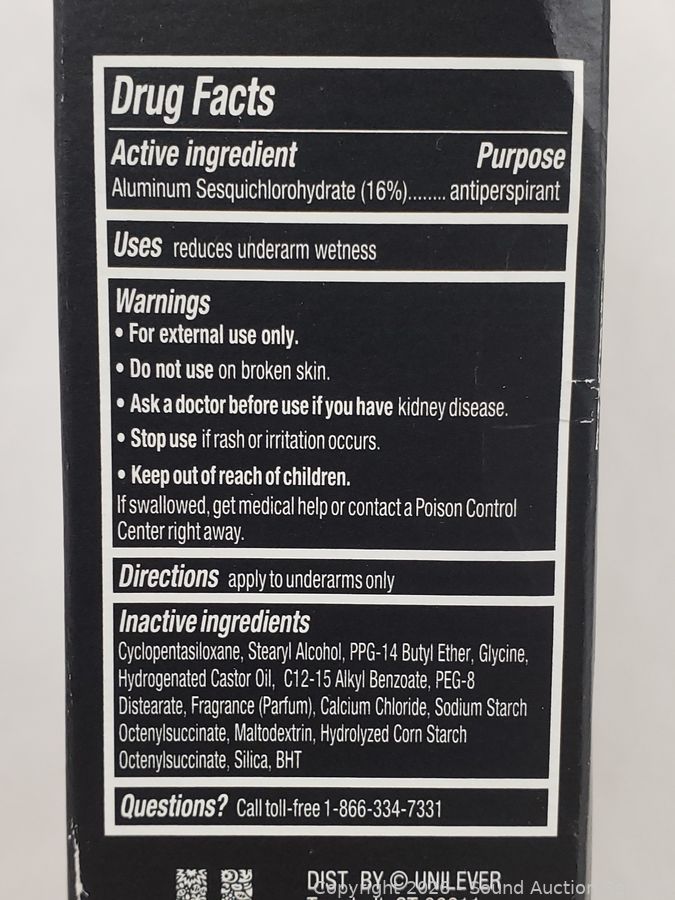 Drug Facts
Active ingredient Purpose
Aluminum Sesquichlorohydrate (16%)........ antiperspirant
Uses reduces underarm wetness
Warnings
• For external use only.
• Do not use on broken skin.
• Ask a doctor before use if you have kidney disease.
• Stop use if rash or irritation occurs.
• Keep out of reach of children.
If swallowed, get medical help or contact a Poison Control
Center right away.
Directions apply to underarms only
Inactive ingredients
Cyclopentasiloxane, Stearyl Alcohol, PPG-14 Butyl Ether, Glycine,
Hydrogenated Castor Oil, C12-15 Alkyl Benzoate, PEG-8
Distearate, Fragrance (Parfum), Calcium Chloride, Sodium Starch
Octenylsuccinate, Maltodextrin, Hydrolyzed Corn Starch
Octenylsuccinate, Silica, BHT
Questions? Call toll-free 1-866-334-7331
DIST. BY © UNILEVER
Copyright Sound Auction